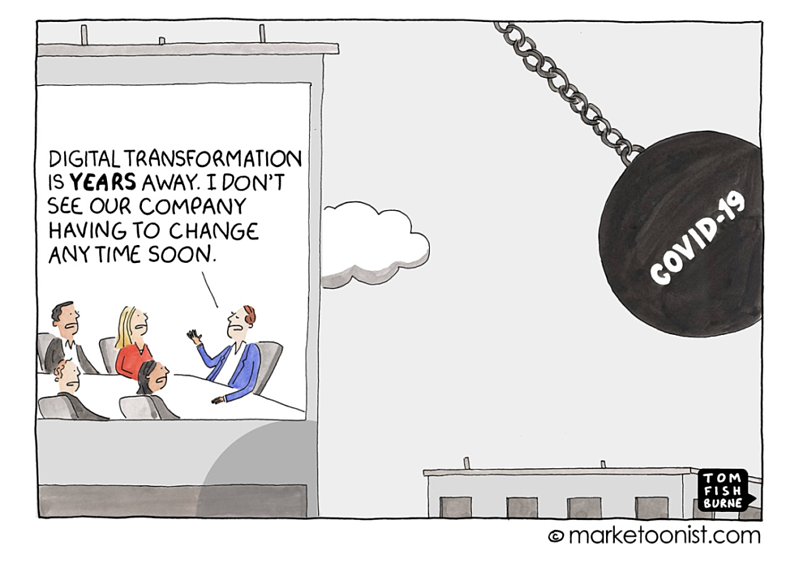 DIGITAL TRANSFORMATION
IS YEARS AWAY. I DON'T
SEE OUR COMPANY
HAVING TO CHANGE
ANY TIME SOON.
COVID-19
TOM
FISH
BURNE
© marketoonist.com